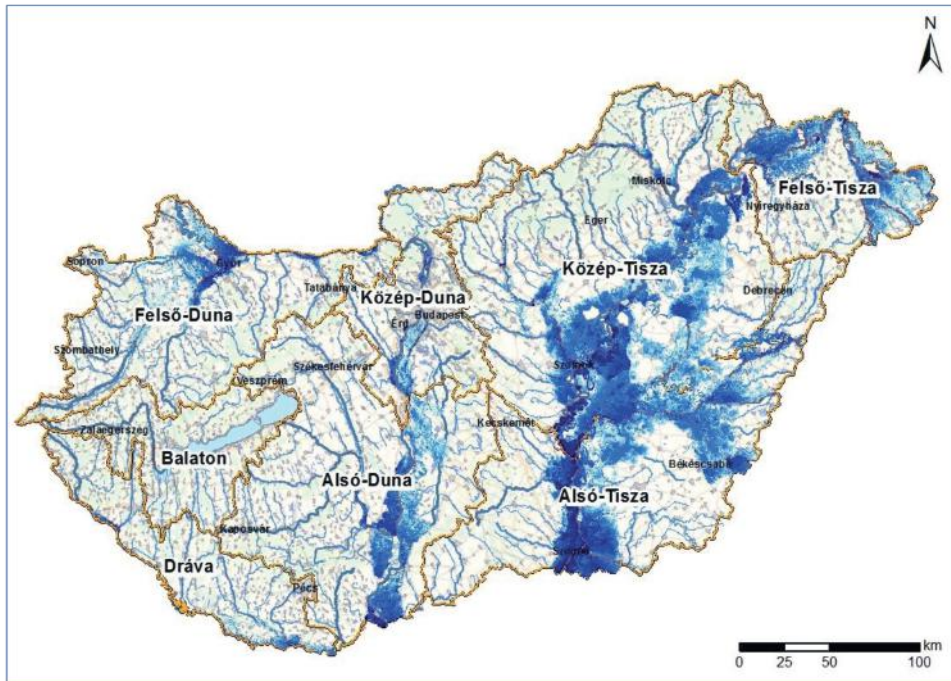 N
Miskolc
Felső-Tisza
Nyíregyháza
Eger
Sopron
Győr
Közép-Tisza
Tatabánya
Debrecen
Közép-Duna
Felső-Duna
Budapest
Érd
Szombathely
Székesfehérvár
Szolnok
Veszprém
Kecskemét
Zalaegerszeg
Balaton
Békéscsaba
Alsó-Duna
Alsó-Tisza
Kaposvár
Szeged
Dráva
Pécs
km
0 25 50 100